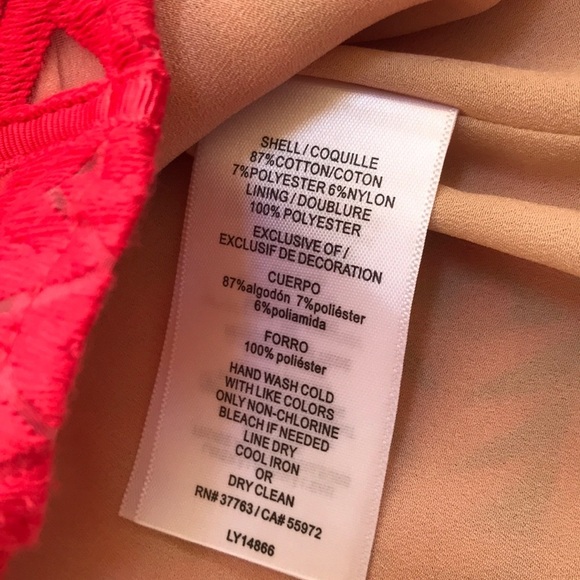 SHELL / COQUILLE
87%COTTON/COTON
7%POLYESTER 6%NYLON
LINING / DOUBLURE
100% POLYESTER
EXCLUSIVE OF /
EXCLUSIF DE DECORATION
CUERPO
87%algodón 7%poliéster
6%poliamida
FORRO
100% poliéster
HAND WASH COLD
WITH LIKE COLORS
ONLY NON-CHLORINE
BLEACH IF NEEDED
LINE DRY
COOL IRON
OR
DRY CLEAN
RN# 37763 / CA# 55972
LY14866